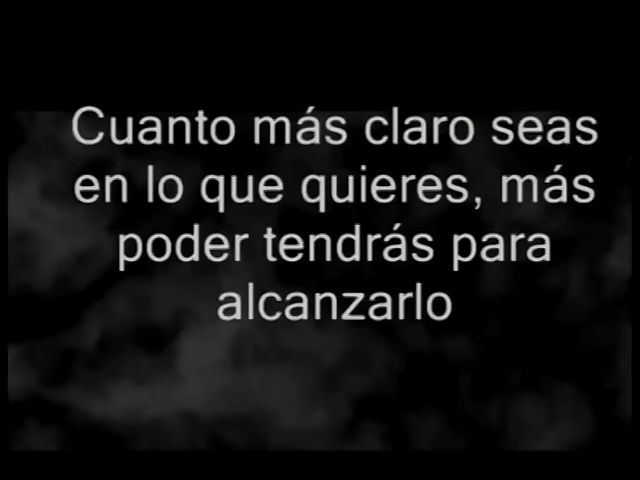 Cuanto más claro seas
en lo que quieres, más
poder tendrás para
alcanzarlo